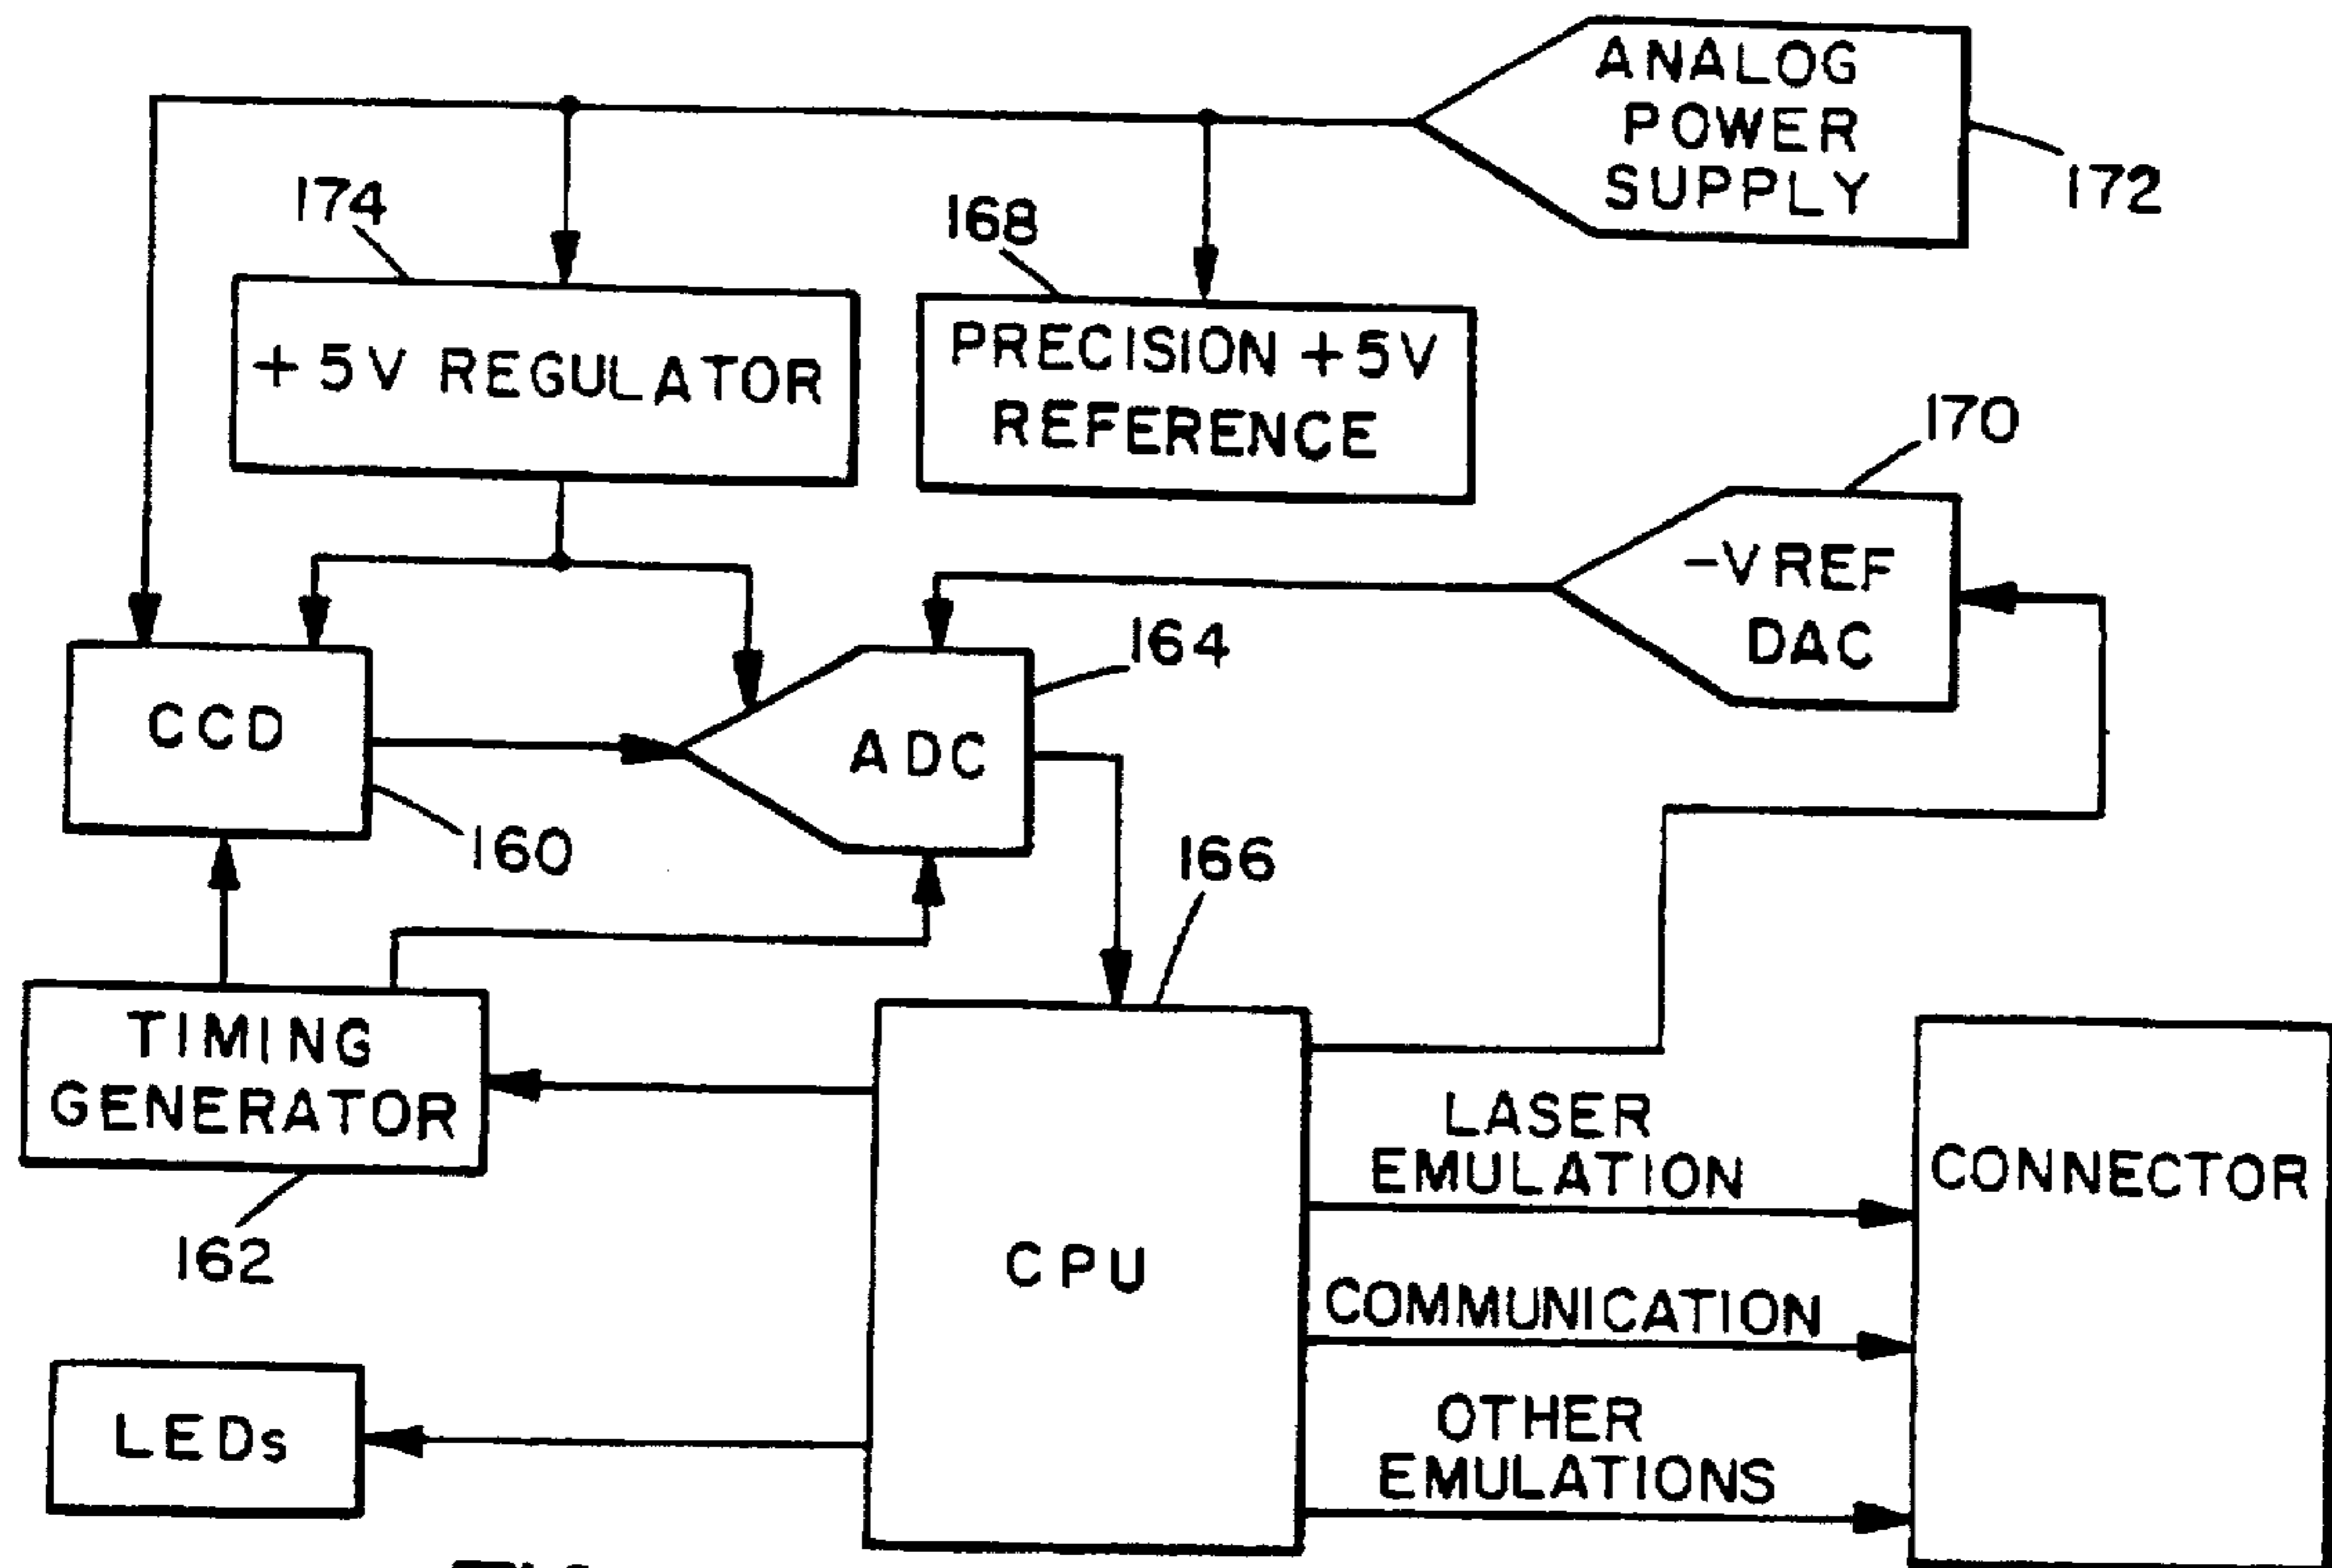 ANALOG
POWER
SUPPLY
172
174
168
+5V REGULATOR
PRECISION +5V
REFERENCE
170
-VREF
DAC
164
CCD
ADC
160
166
TIMING
GENERATOR
162
LASER
EMULATION
CONNECTOR
CPU
COMMUNICATION
OTHER
EMULATIONS
LEDs